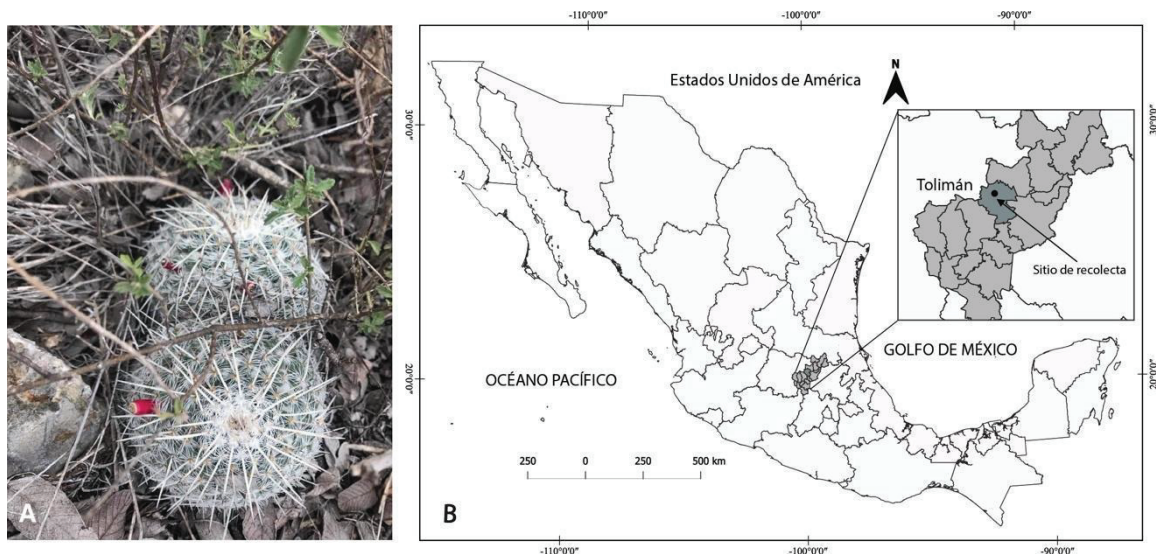 A
-110°0'0"
-100°0'0"
-90°0'0"
Estados Unidos de América
N
30°0'0"
30°0'0"
Tolimán
Sitio de recolecta
GOLFO DE MÉXICO
OCÉANO PACÍFICO
20°0'0"
20°0'0"
250 0 250 500 km
B
-110°0'0"
-100°0'0"
-90°0'0"